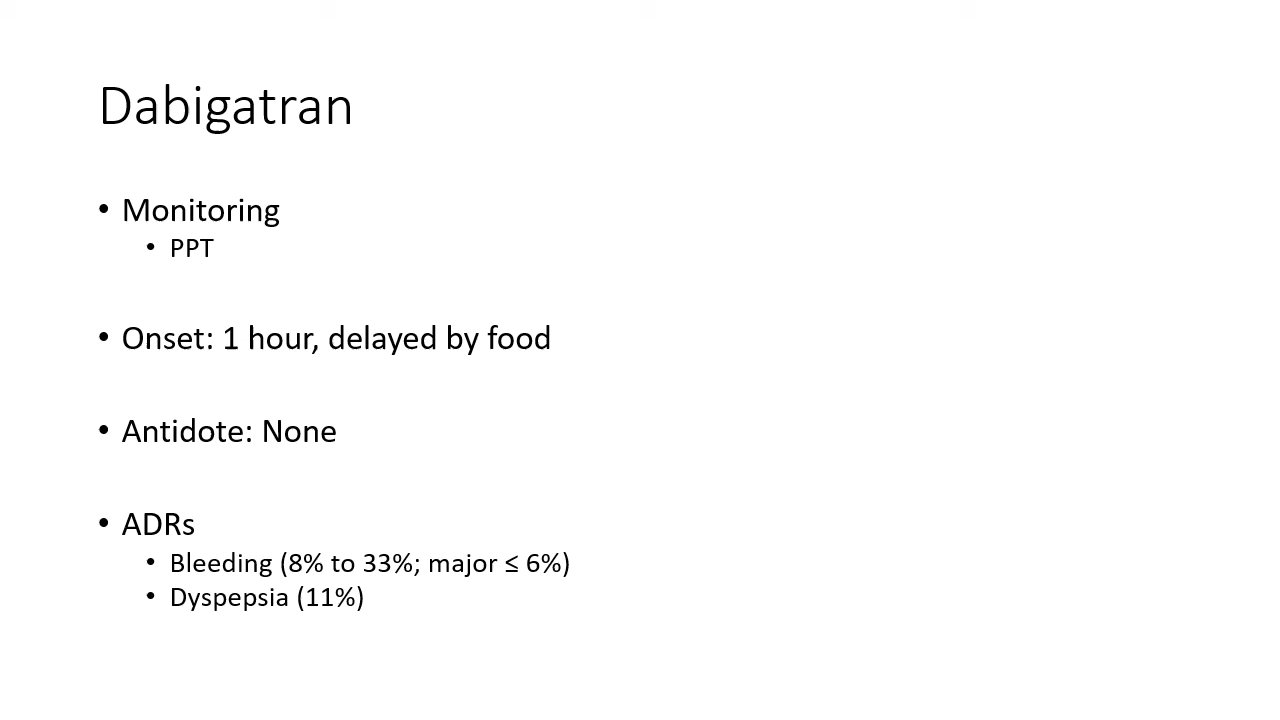 Dabigatran
• Monitoring
• PPT
• Onset: 1 hour, delayed by food
• Antidote: None
• ADRs
• Bleeding (8% to 33%; major ≤ 6%)
• Dyspepsia (11%)